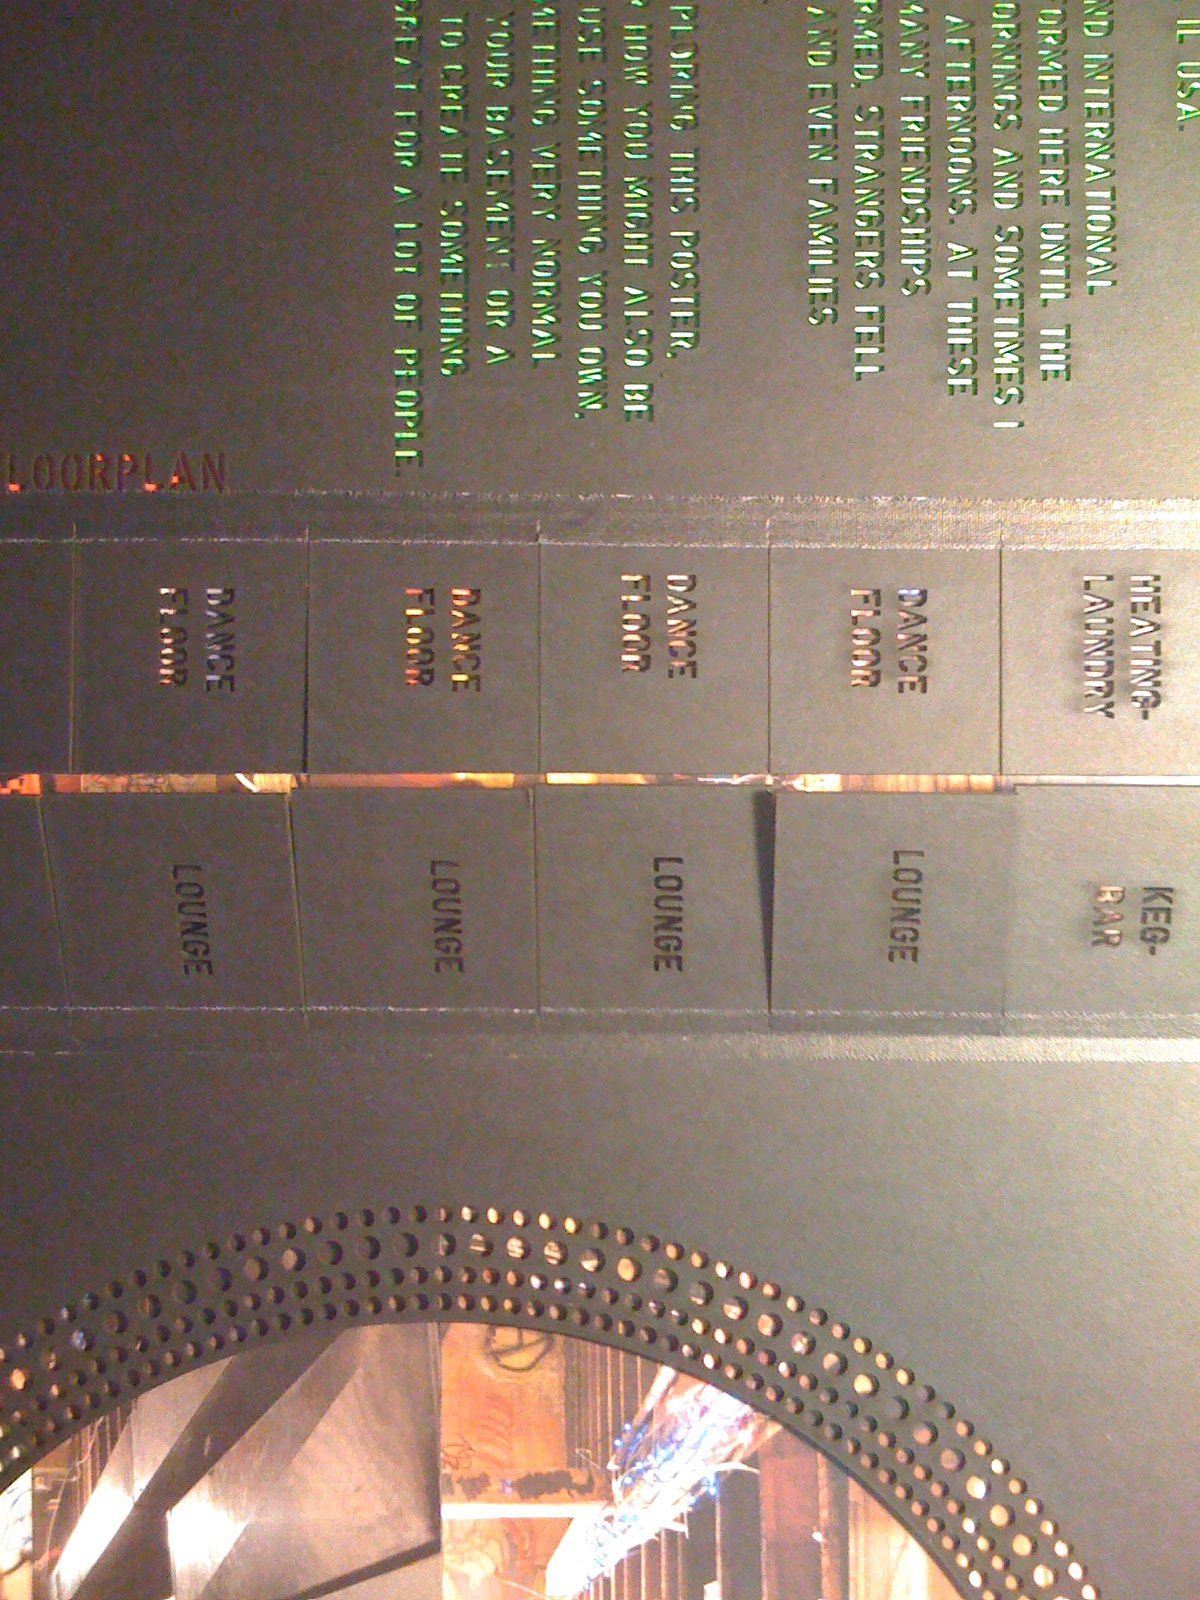 IL USA.
ND INTERNATIONAL
ORMED HERE UNTIL THE
ORNINGS AND SOMETIMES I
AFTERNOONS. AT THESE
MANY FRIENDSHIPS
RMED, STRANGERS FELL
AND EVEN FAMILIES
PLORING THIS POSTER,
HOW YOU MIGHT ALSO BE
USE SOMETHING YOU OWN,
METHING VERY NORMAL
YOUR BASEMENT OR A
TO CREATE SOMETHING
GREAT FOR A LOT OF PEOPLE.
LOORPLAN
HEATING-
LAUNDRY
DANCE
FLOOR
DANCE
FLOOR
DANCE
FLOOR
DANCE
FLOOR
KEG-
BAR
LOUNGE
LOUNGE
LOUNGE
LOUNGE